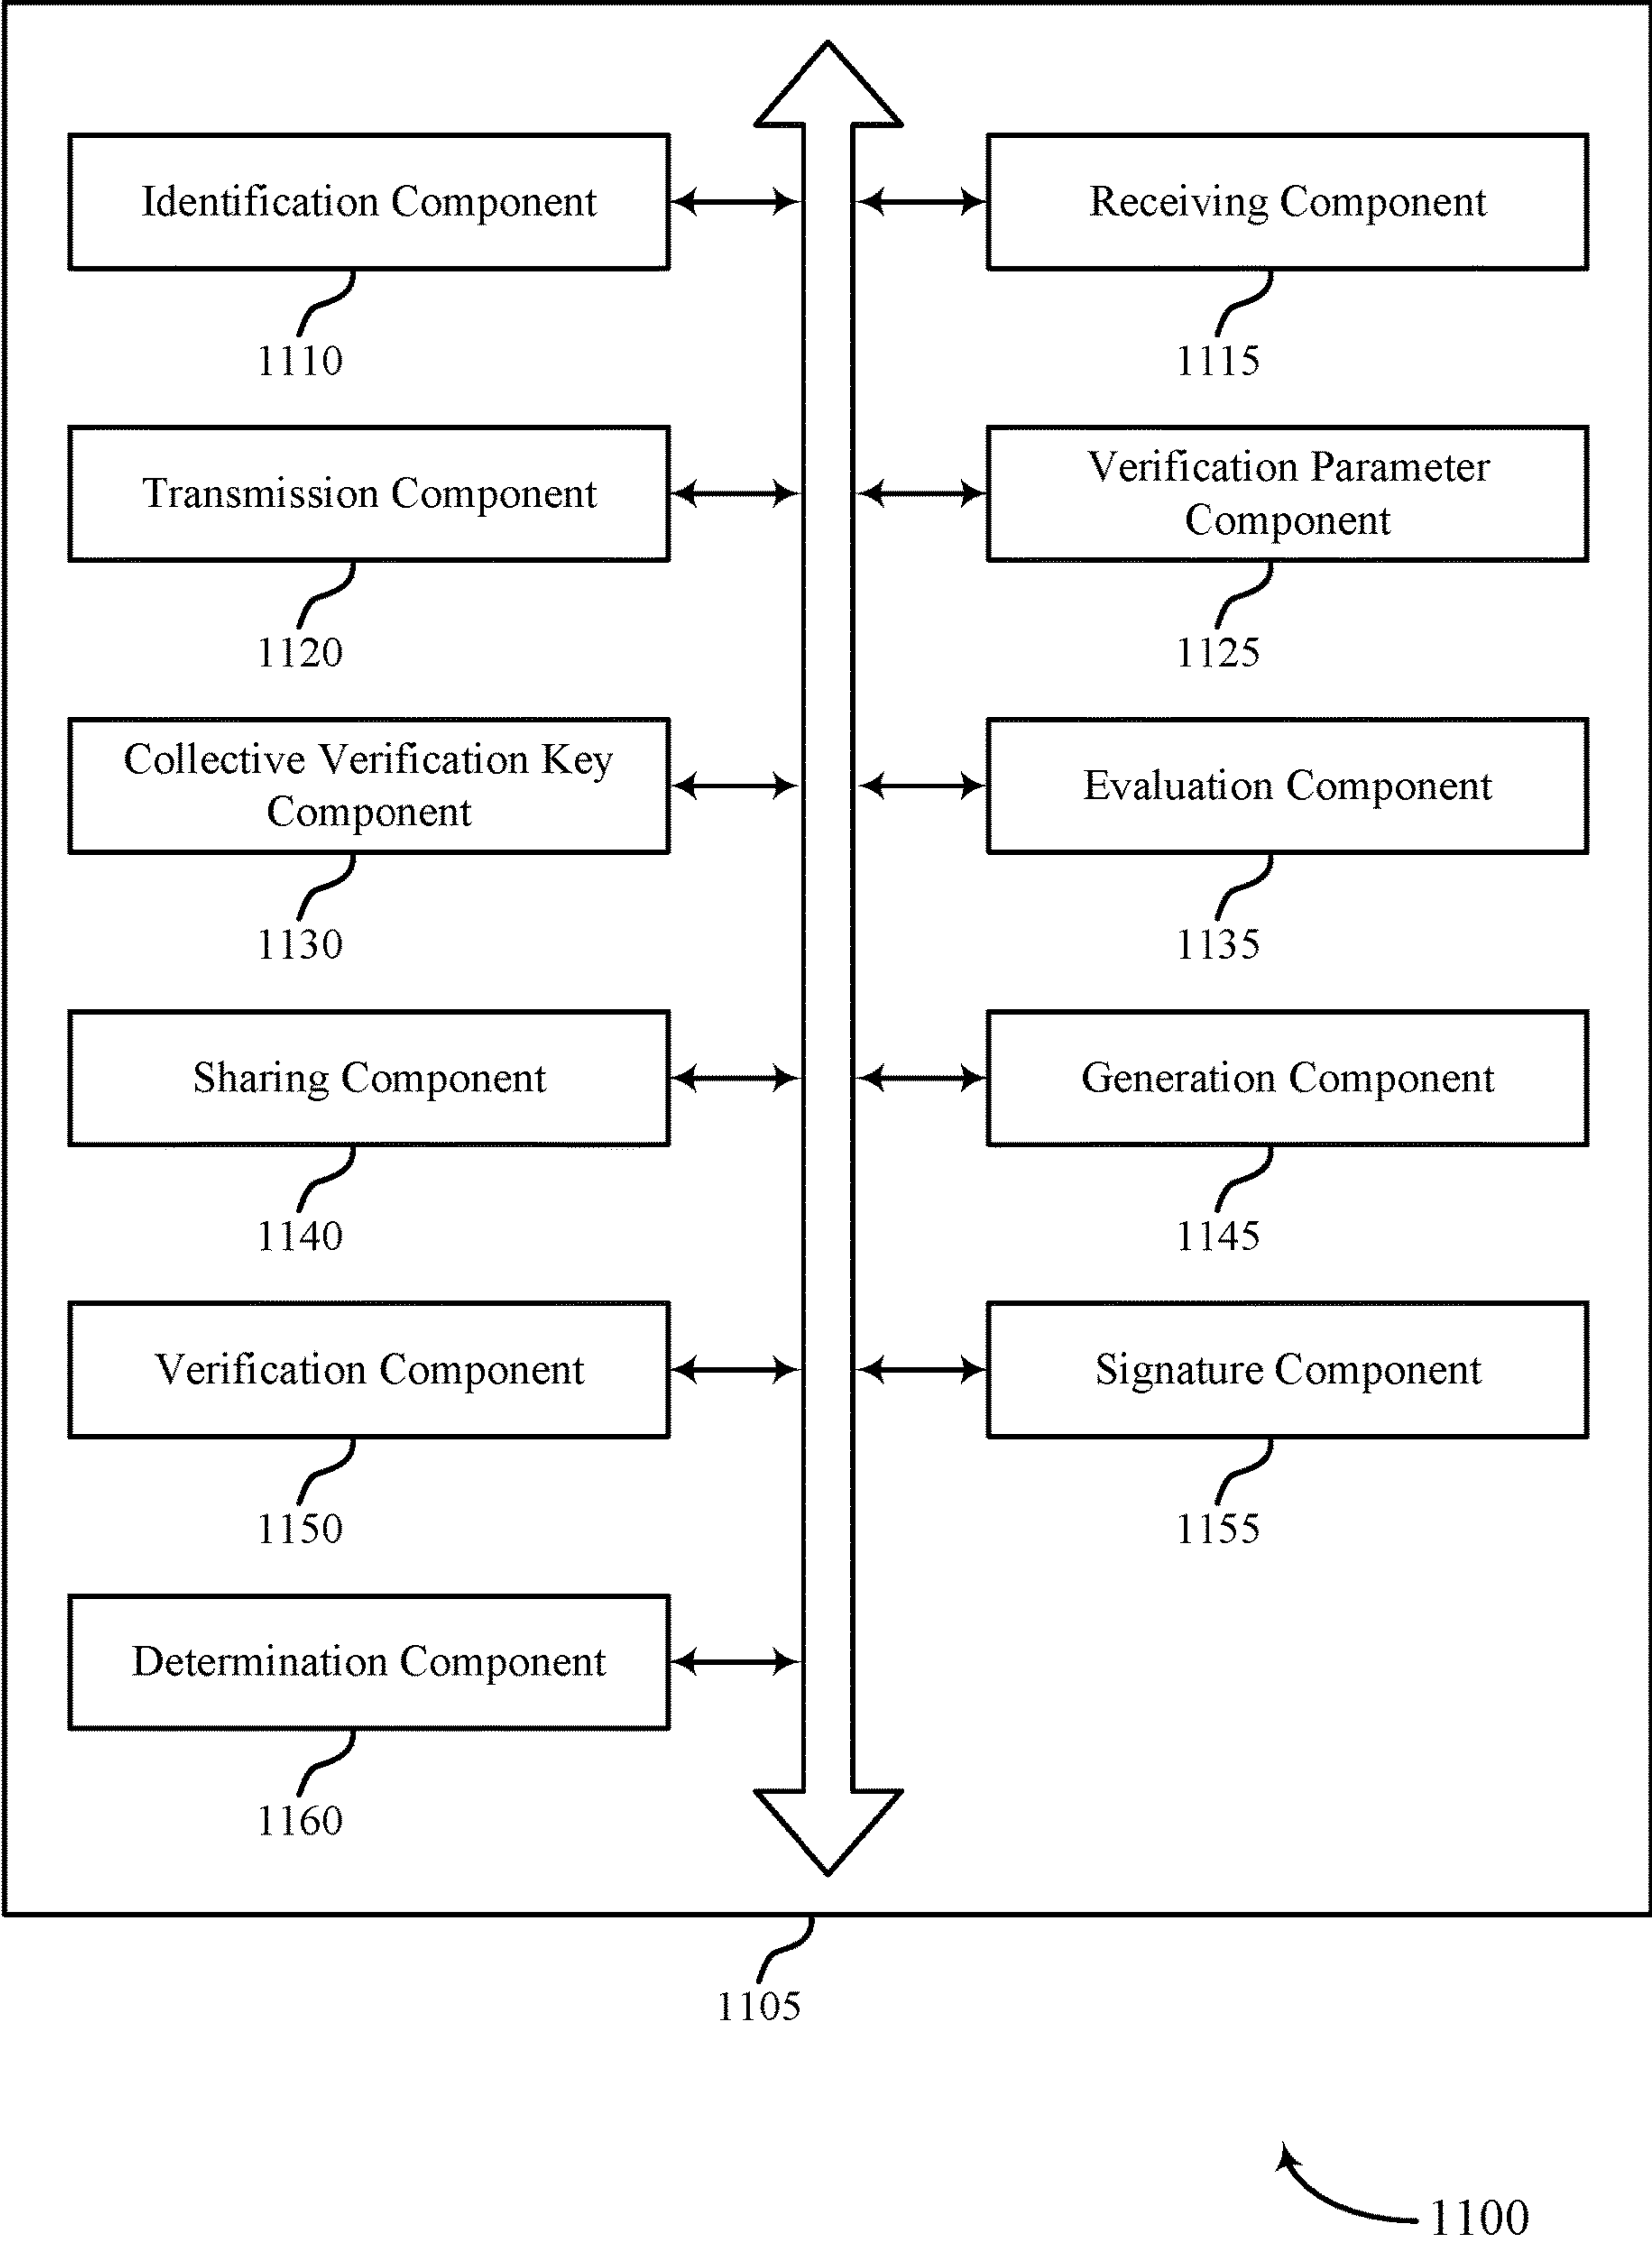 Identification Component
Receiving Component
1110
1115
Transmission Component
Verification Parameter
Component
1120
1125
Collective Verification Key
Component
Evaluation Component
1130
1135
Sharing Component
Generation Component
1140
1145
Verification Component
Signature Component
1150
1155
Determination Component
1160
1105
1100